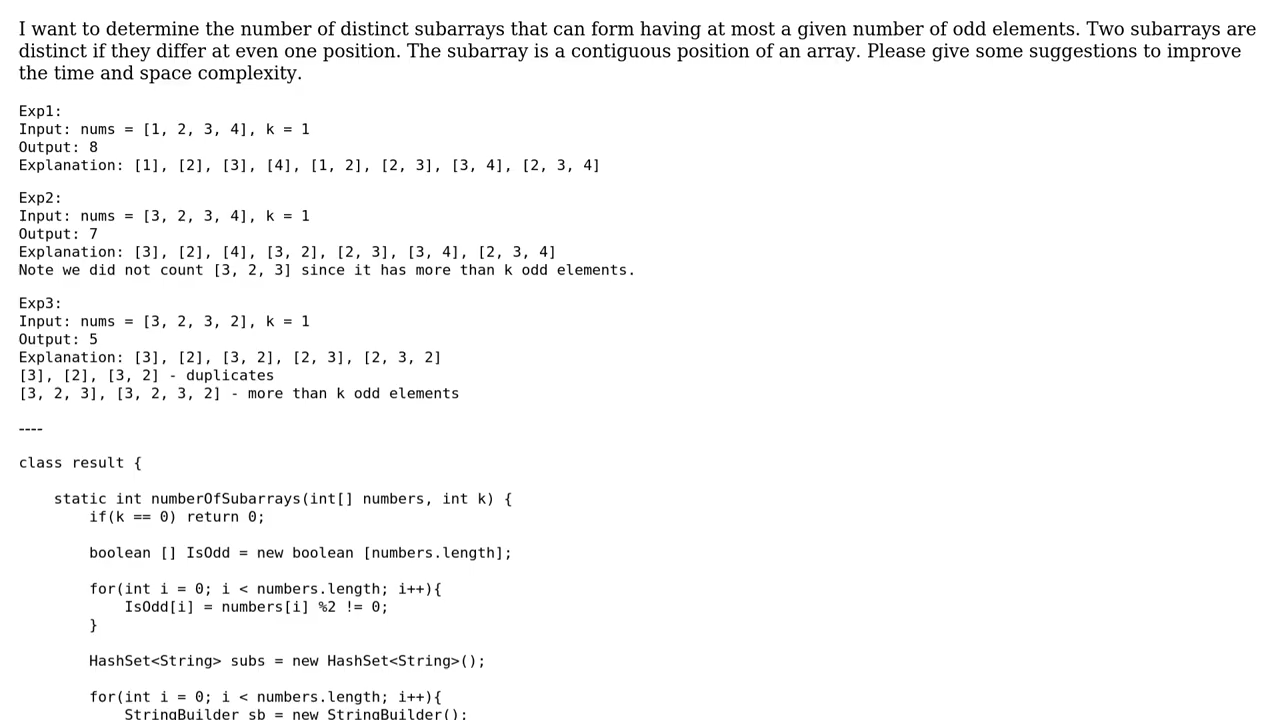 I want to determine the number of distinct subarrays that can form having at most a given number of odd elements. Two subarrays are
distinct if they differ at even one position. The subarray is a contiguous position of an array. Please give some suggestions to improve
the time and space complexity.
Exp1:
Input: nums = [1, 2, 3, 4], k = 1
Output: 8
Explanation: [1], [2], [3], [4], [1, 2], [2, 3], [3, 4], [2, 3, 4]
Exp2:
Input: nums = [3, 2, 3, 4], k = 1
Output: 7
Explanation: [3], [2], [4], [3, 2], [2, 3], [3, 4], [2, 3, 4]
Note we did not count [3, 2, 3] since it has more than k odd elements.
Exp3:
Input: nums = [3, 2, 3, 2], k = 1
Output: 5
Explanation: [3], [2], [3, 2], [2, 3], [2, 3, 2]
[3], [2], [3, 2] - duplicates
[3, 2, 3], [3, 2, 3, 2] - more than k odd elements
----
class result {
    static int numberOfSubarrays(int[] numbers, int k) {
        if(k == 0) return 0;
        boolean [] IsOdd = new boolean [numbers.length];
        for(int i = 0; i < numbers.length; i++){
            IsOdd[i] = numbers[i] %2 != 0;
        }
        HashSet<String> subs = new HashSet<String>();
        for(int i = 0; i < numbers.length; i++){
            StringBuilder sb = new StringBuilder();